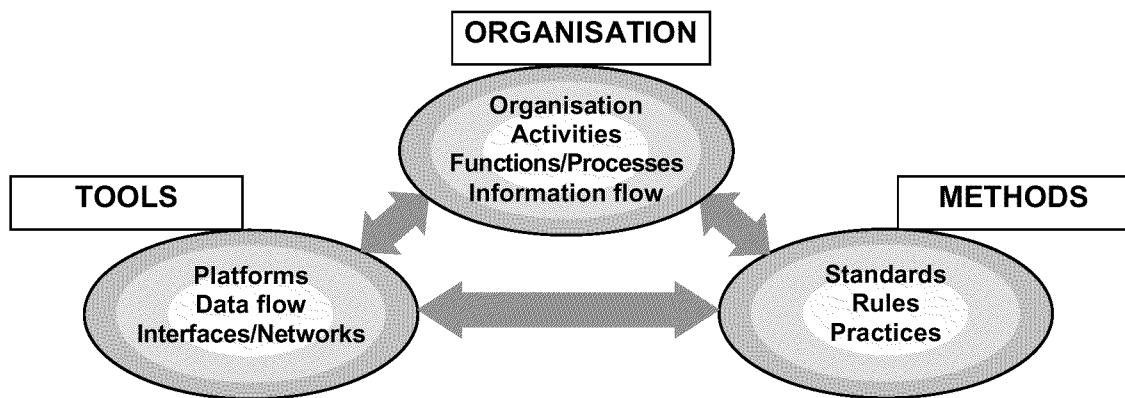 ORGANISATION
Organisation
Activities
Functions/Processes
Information flow
TOOLS
Platforms
Data flow
Interfaces/Networks
METHODS
Standards
Rules
Practices